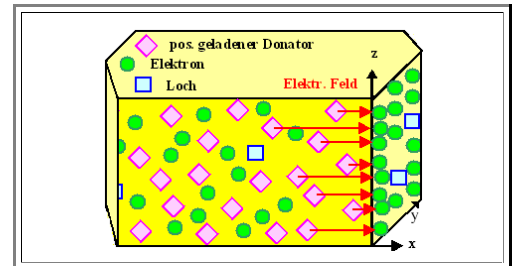 pos. geladener Donator
Elektron
Loch
Elektr. Feld
z
y
x